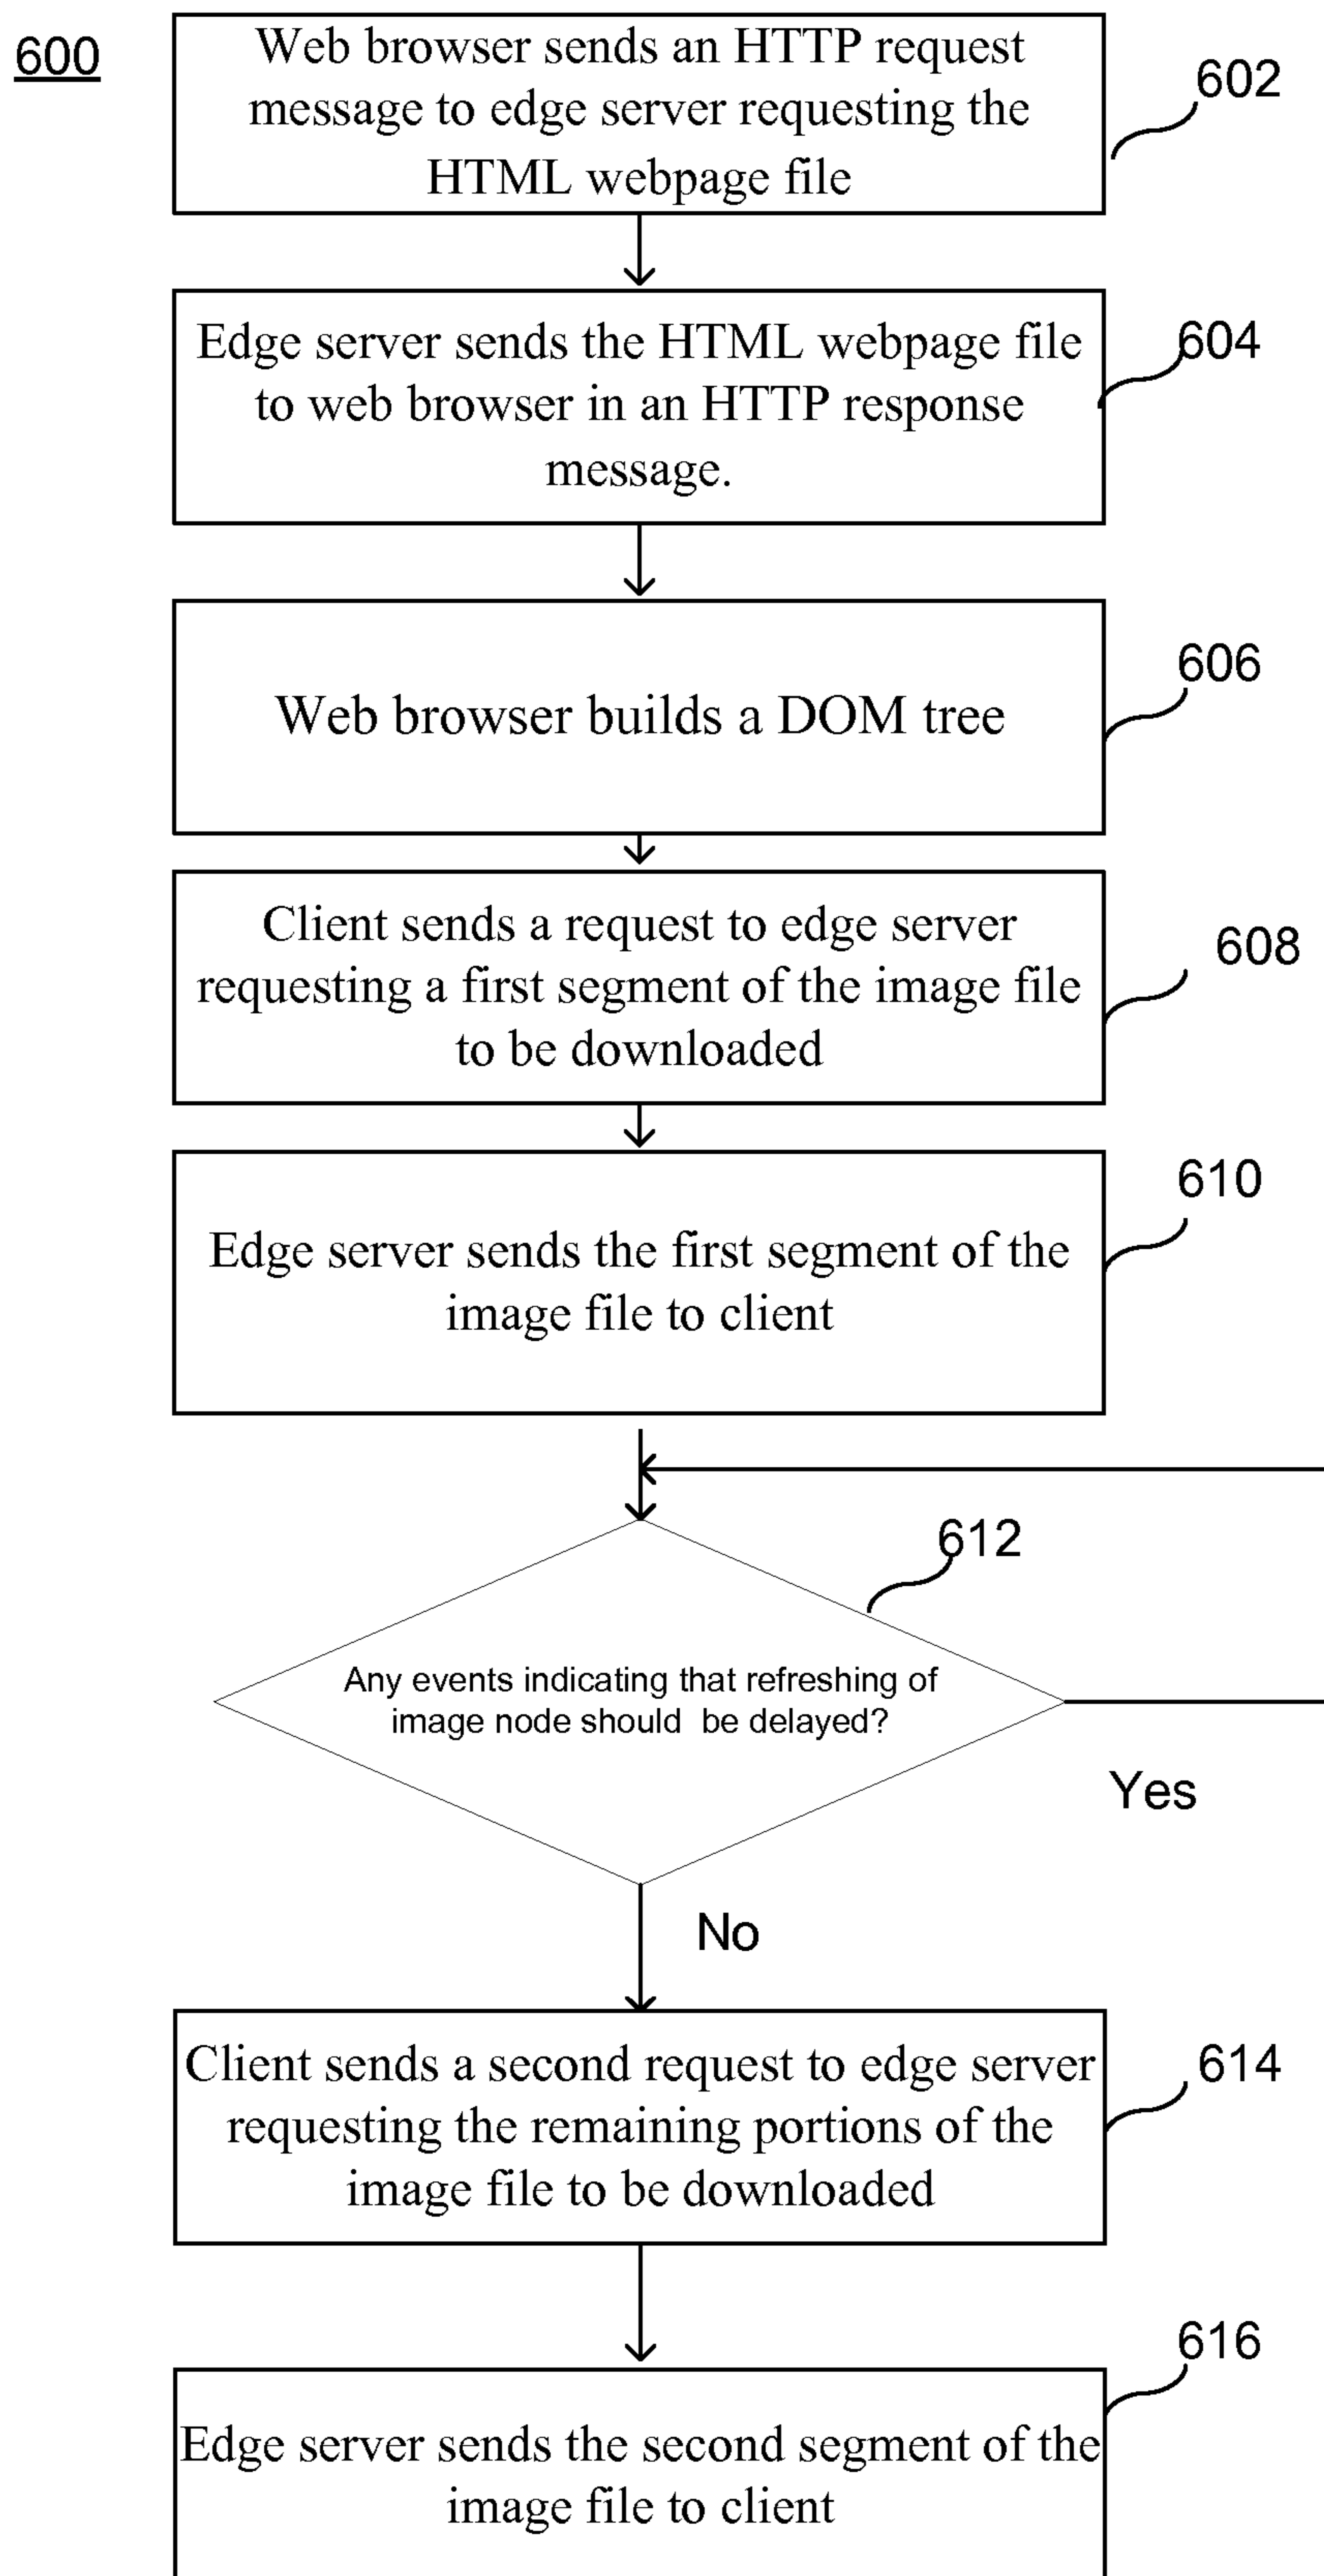 600
Web browser sends an HTTP request
message to edge server requesting the
HTML webpage file
602
Edge server sends the HTML webpage file
to web browser in an HTTP response
message.
604
Web browser builds a DOM tree
606
Client sends a request to edge server
requesting a first segment of the image file
to be downloaded
608
Edge server sends the first segment of the
image file to client
610
612
Any events indicating that refreshing of
image node should be delayed?
Yes
No
Client sends a second request to edge server
requesting the remaining portions of the
image file to be downloaded
614
Edge server sends the second segment of the
image file to client
616